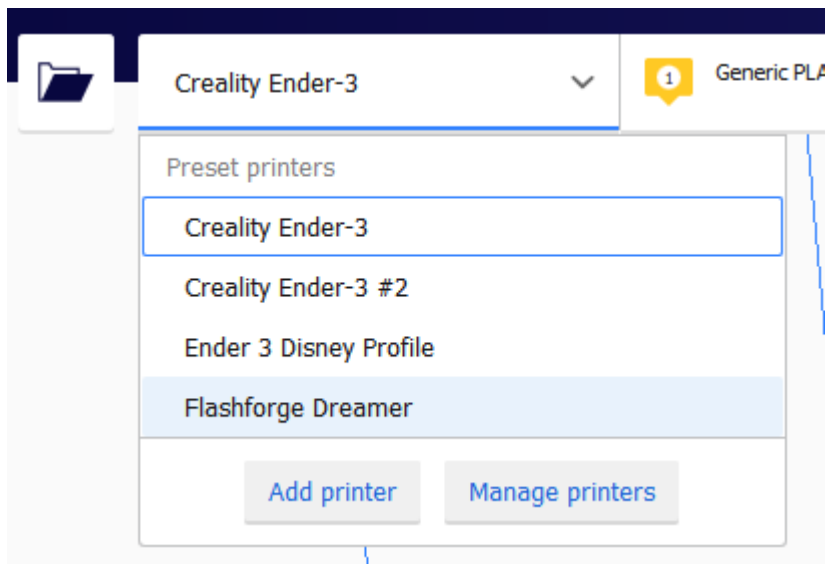 Creality Ender-3
1
Generic PLA
Preset printers
Creality Ender-3
Creality Ender-3 #2
Ender 3 Disney Profile
Flashforge Dreamer
Add printer
Manage printers